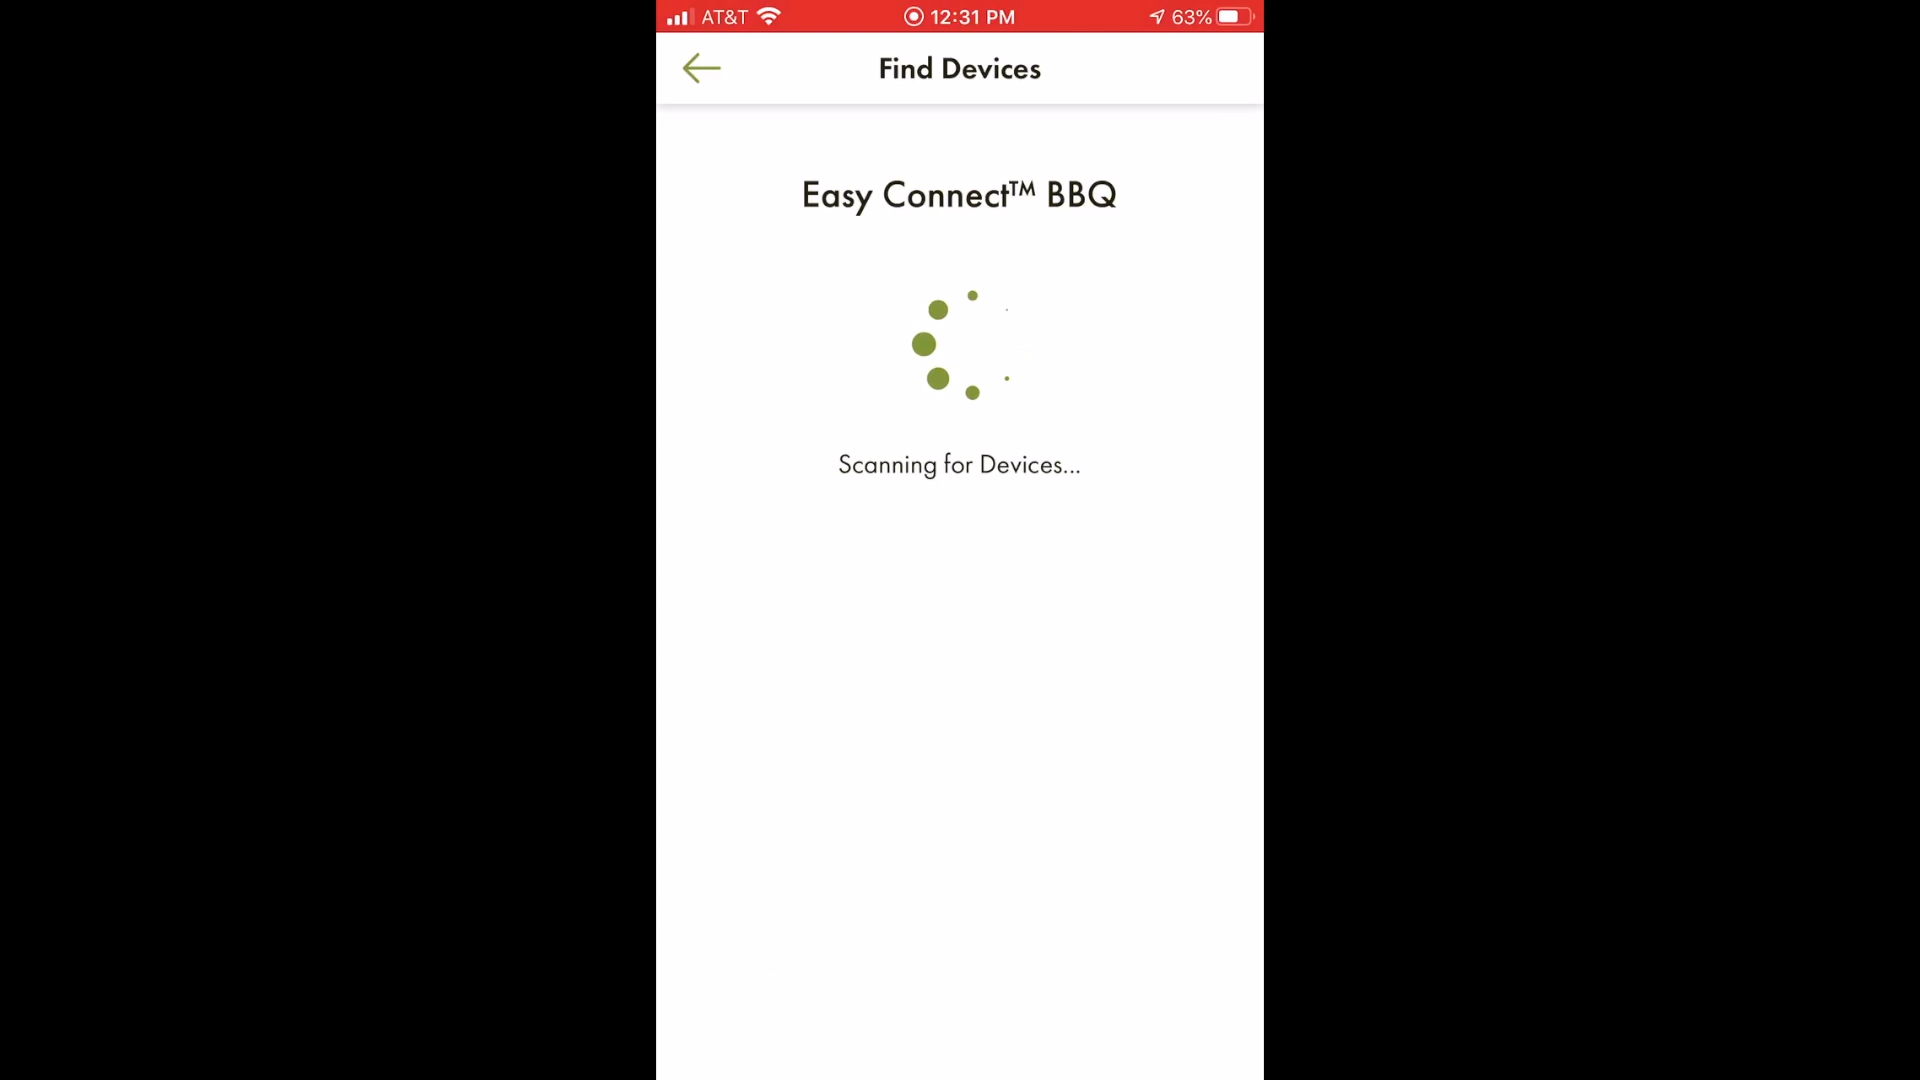 AT&T 12:31 PM 63%
Find Devices
Easy Connect™ BBQ
Scanning for Devices...